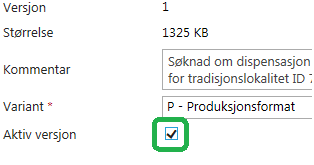 Versjon 1
Størrelse 1325 KB
Kommentar Søknad om dispensasjon
for tradisjonslokalitet ID
Variant * P - Produksjonsformat
Aktiv versjon